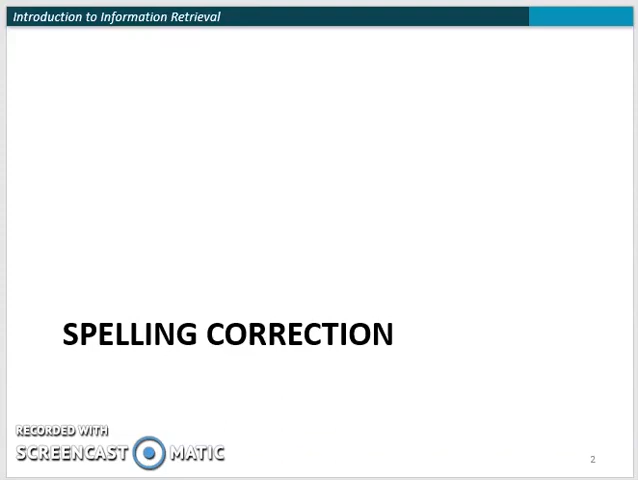 Introduction to Information Retrieval
SPELLING CORRECTION
RECORDED WITH
SCREENCAST MATIC
2